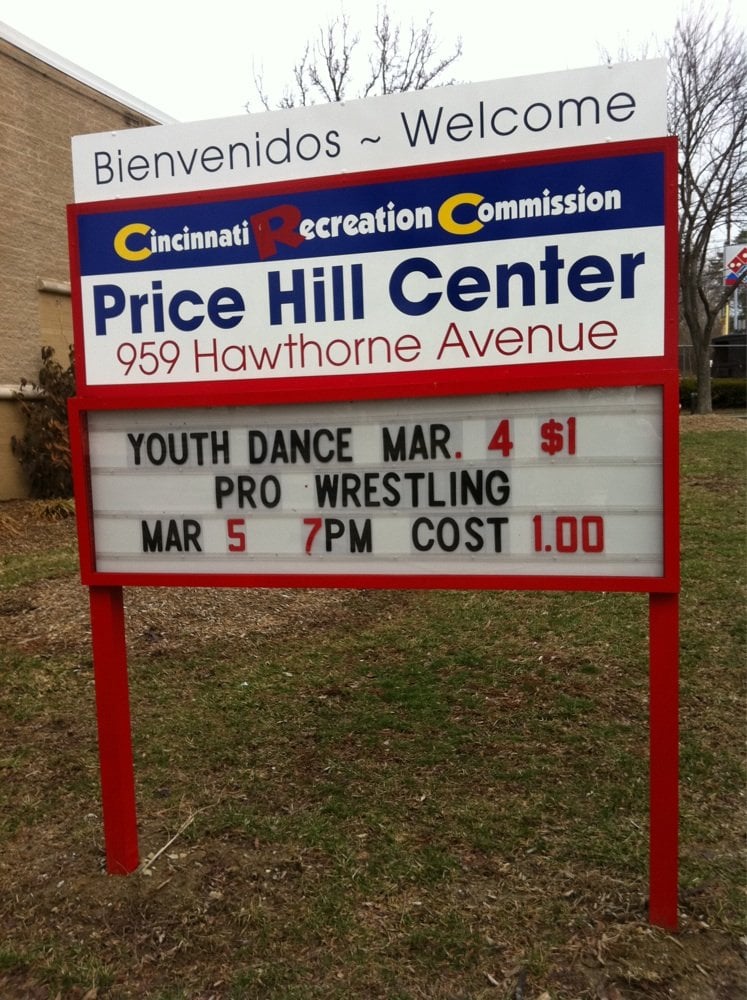 Bienvenidos ~ Welcome
Cincinnati Recreation Commission
Price Hill Center
959 Hawthorne Avenue
YOUTH DANCE MAR. 4 $1
PRO WRESTLING
MAR 5 7PM COST 1.00